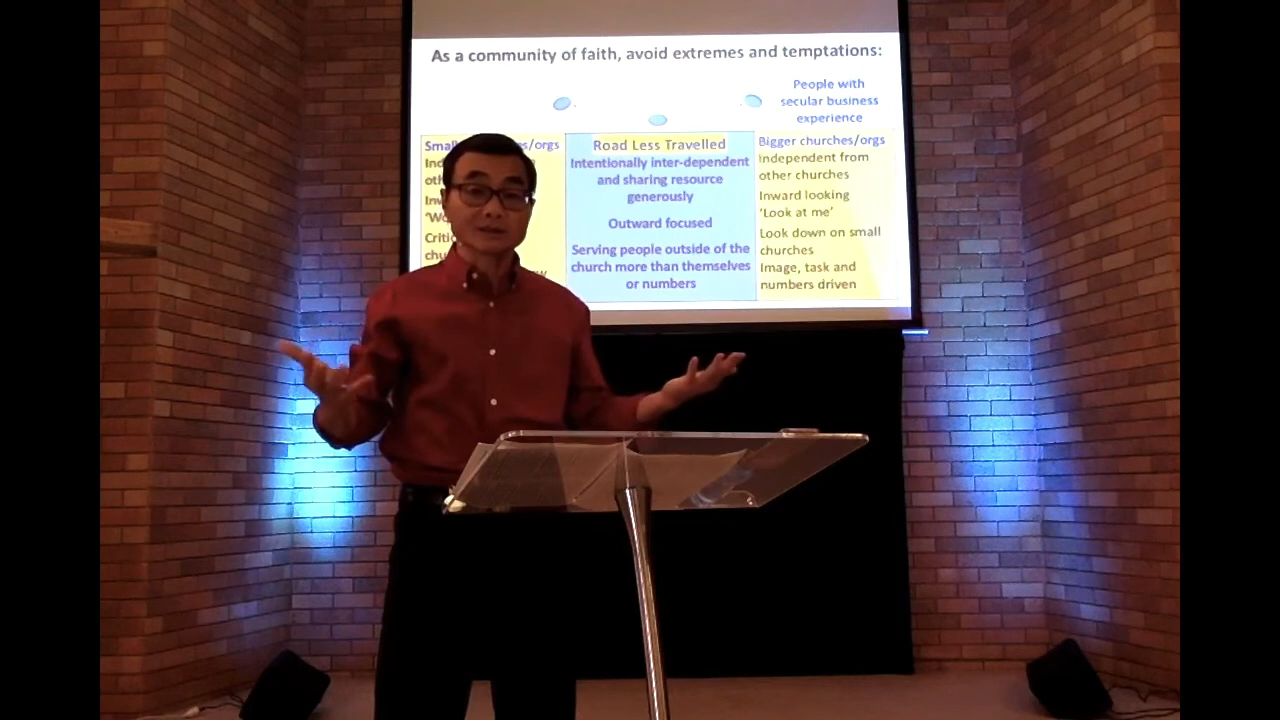 As a community of faith, avoid extremes and temptations:
People with
secular business
experience
es/orgs
Road Less Travelled
Intentionally inter-dependent
and sharing resource
generously
Outward focused
Serving people outside of the
church more than themselves
or numbers
Bigger churches/orgs
Independent from
other churches
Inward looking
'Look at me'
Look down on small
churches
Image, task and
numbers driven